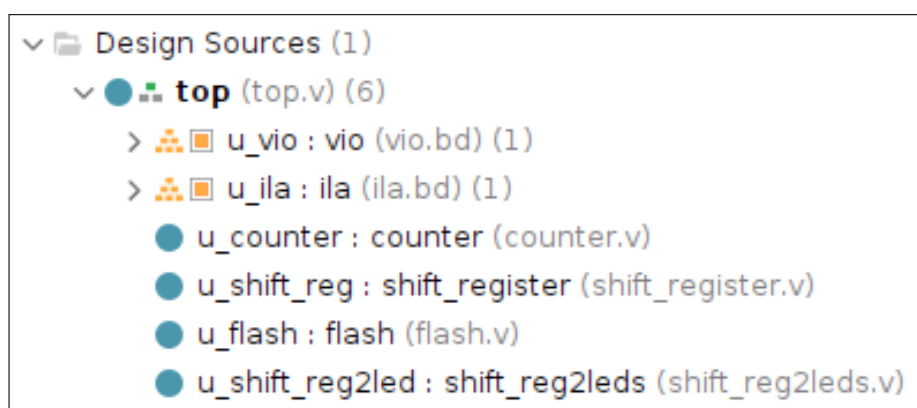 Design Sources (1)
top (top.v) (6)
u_vio : vio (vio.bd) (1)
u_ila : ila (ila.bd) (1)
u_counter : counter (counter.v)
u_shift_reg : shift_register (shift_register.v)
u_flash : flash (flash.v)
u_shift_reg2led : shift_reg2leds (shift_reg2leds.v)